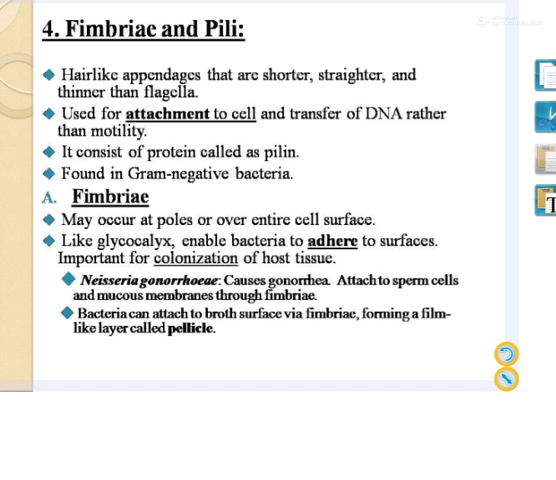 4. Fimbriae and Pili:
◆ Hairlike appendages that are shorter, straighter, and
thinner than flagella.
◆ Used for attachment to cell and transfer of DNA rather
than motility.
◆ It consist of protein called as pilin.
◆ Found in Gram-negative bacteria.
A. Fimbriae
◆ May occur at poles or over entire cell surface.
◆ Like glycocalyx, enable bacteria to adhere to surfaces.
Important for colonization of host tissue.
◆ Neisseria gonorrhoeae: Causes gonorrhea. Attach to sperm cells
and mucous membranes through fimbriae.
◆ Bacteria can attach to broth surface via fimbriae, forming a film-
like layer called pellicle.
T